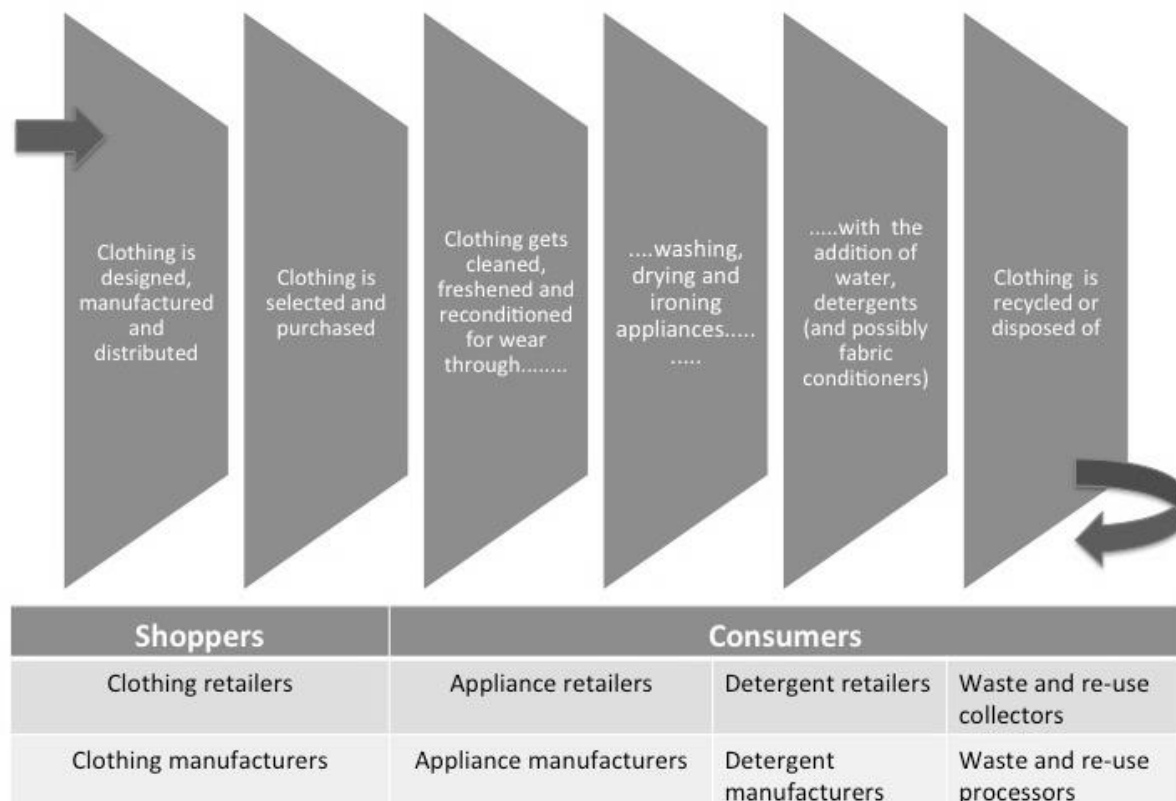 Clothing is
designed,
manufactured
and
distributed
Clothing is
selected and
purchased
Clothing gets
cleaned,
freshened and
reconditioned
for wear
through........
....washing,
drying and
ironing
appliances.....
.....
.....with the
addition of
water,
detergents
(and possibly
fabric
conditioners)
Clothing is
recycled or
disposed of
Shoppers
Consumers
Clothing retailers
Appliance retailers
Detergent retailers
Waste and re-use
collectors
Clothing manufacturers
Appliance manufacturers
Detergent
manufacturers
Waste and re-use
processors